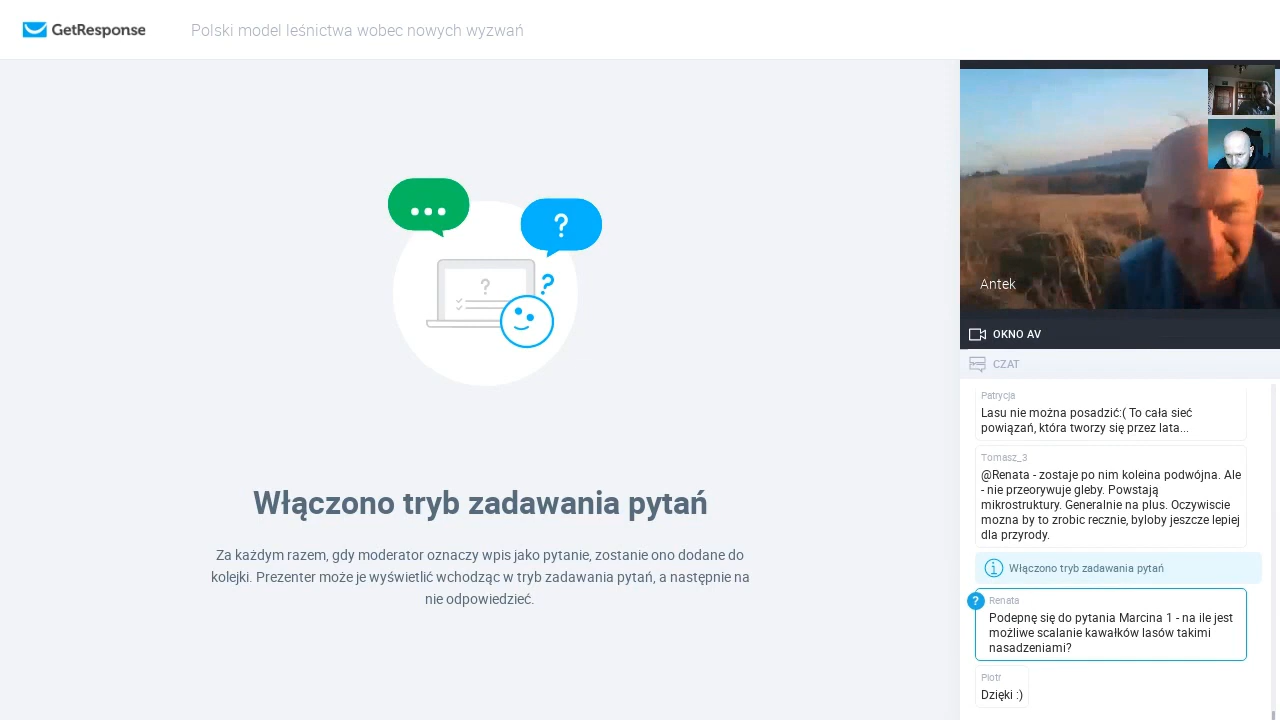 GetResponse
Polski model leśnictwa wobec nowych wyzwań
?
?
?
Włączono tryb zadawania pytań
Za każdym razem, gdy moderator oznaczy wpis jako pytanie, zostanie ono dodane do
kolejki. Prezenter może je wyświetlić wchodząc w tryb zadawania pytań, a następnie na
nie odpowiedzieć.
Antek
OKNO AV
CZAT
Patrycja
Lasu nie można posadzić:( To cała sieć
powiązań, która tworzy się przez lata...
Tomasz_3
@Renata - zostaje po nim koleina podwójna. Ale
- nie przeorywuje gleby. Powstają
mikrostruktury. Generalnie na plus. Oczywiscie
mozna by to zrobic recznie, byloby jeszcze lepiej
dla przyrody.
Włączono tryb zadawania pytań
? Renata
Podepnę się do pytania Marcina 1 - na ile jest
możliwe scalanie kawałków lasów takimi
nasadzeniami?
Piotr
Dzięki :)